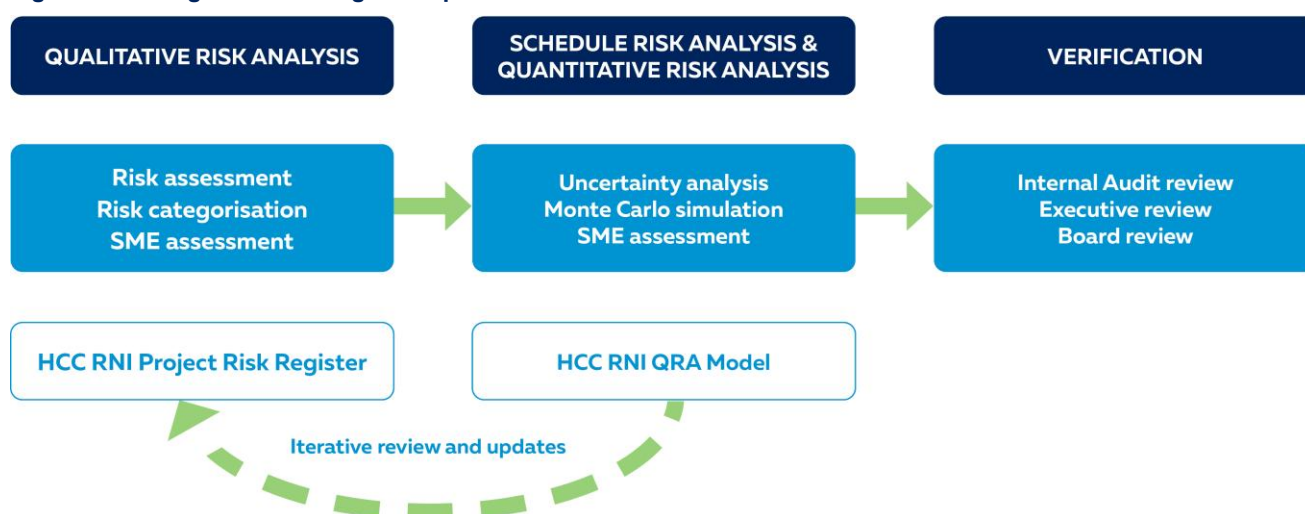 QUALITATIVE RISK ANALYSIS
SCHEDULE RISK ANALYSIS &
QUANTITATIVE RISK ANALYSIS
VERIFICATION
Risk assessment
Risk categorisation
SME assessment
Uncertainty analysis
Monte Carlo simulation
SME assessment
Internal Audit review
Executive review
Board review
HCC RNI Project Risk Register
HCC RNI QRA Model
Iterative review and updates